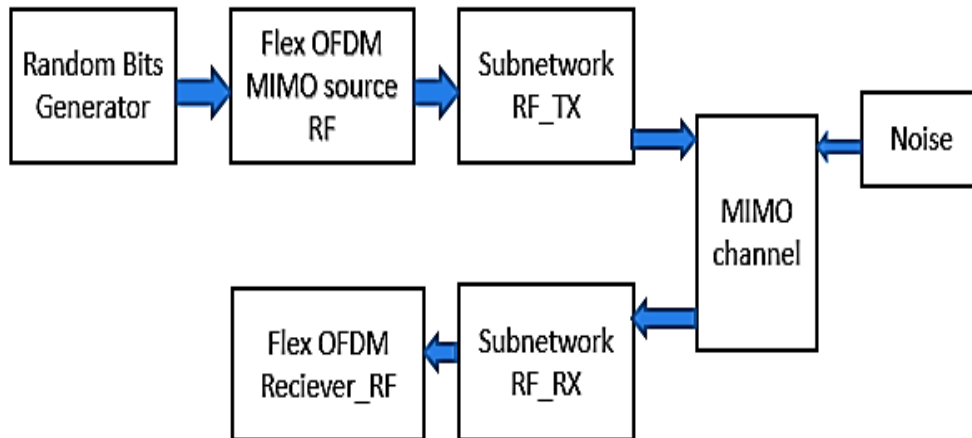 Random Bits
Generator
Flex OFDM
MIMO source
RF
Subnetwork
RF_TX
Noise
MIMO
channel
Flex OFDM
Reciever_RF
Subnetwork
RF_RX